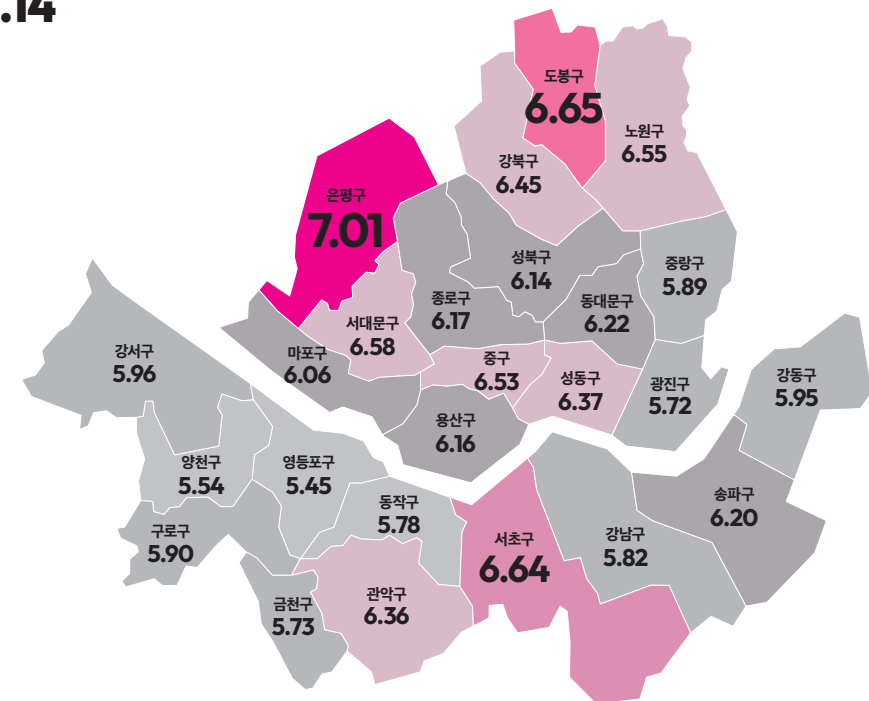 .14
도봉구
6.65
노원구
6.55
강북구
6.45
은평구
7.01
성북구
6.14
중랑구
5.89
종로구
6.17
동대문구
6.22
서대문구
6.58
강서구
5.96
마포구
6.06
중구
6.53
성동구
6.37
광진구
5.72
강동구
5.95
용산구
6.16
양천구
5.54
영등포구
5.45
동작구
5.78
송파구
6.20
구로구
5.90
서초구
6.64
강남구
5.82
금천구
5.73
관악구
6.36